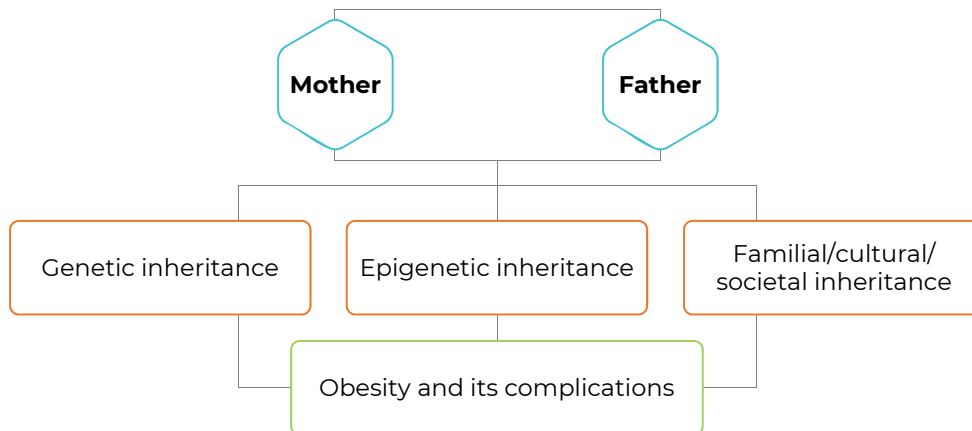 Mother
Father
Genetic inheritance
Epigenetic inheritance
Familial/cultural/
societal inheritance
Obesity and its complications